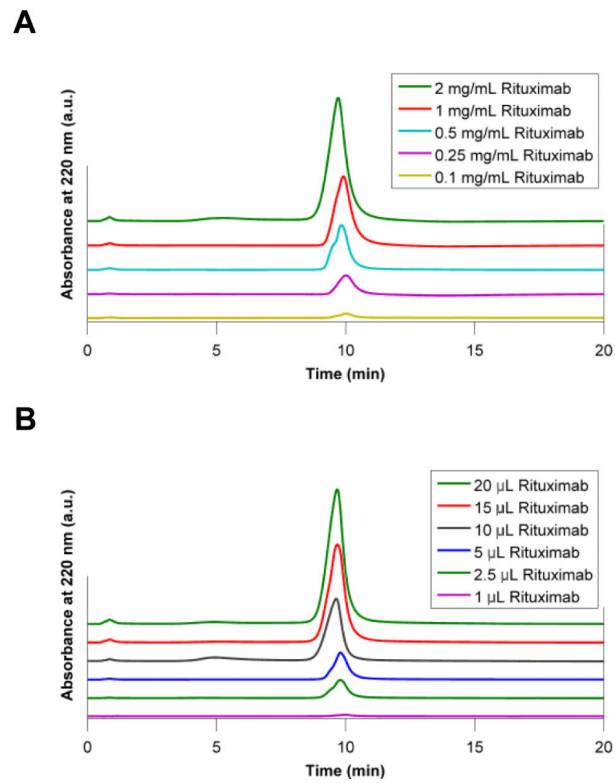 A
Absorbance at 220 nm (a.u.)
2 mg/mL Rituximab
1 mg/mL Rituximab
0.5 mg/mL Rituximab
0.25 mg/mL Rituximab
0.1 mg/mL Rituximab
0 5 10 15 20
Time (min)
B
Absorbance at 220 nm (a.u.)
20 µL Rituximab
15 µL Rituximab
10 µL Rituximab
5 µL Rituximab
2.5 µL Rituximab
1 µL Rituximab
0 5 10 15 20
Time (min)